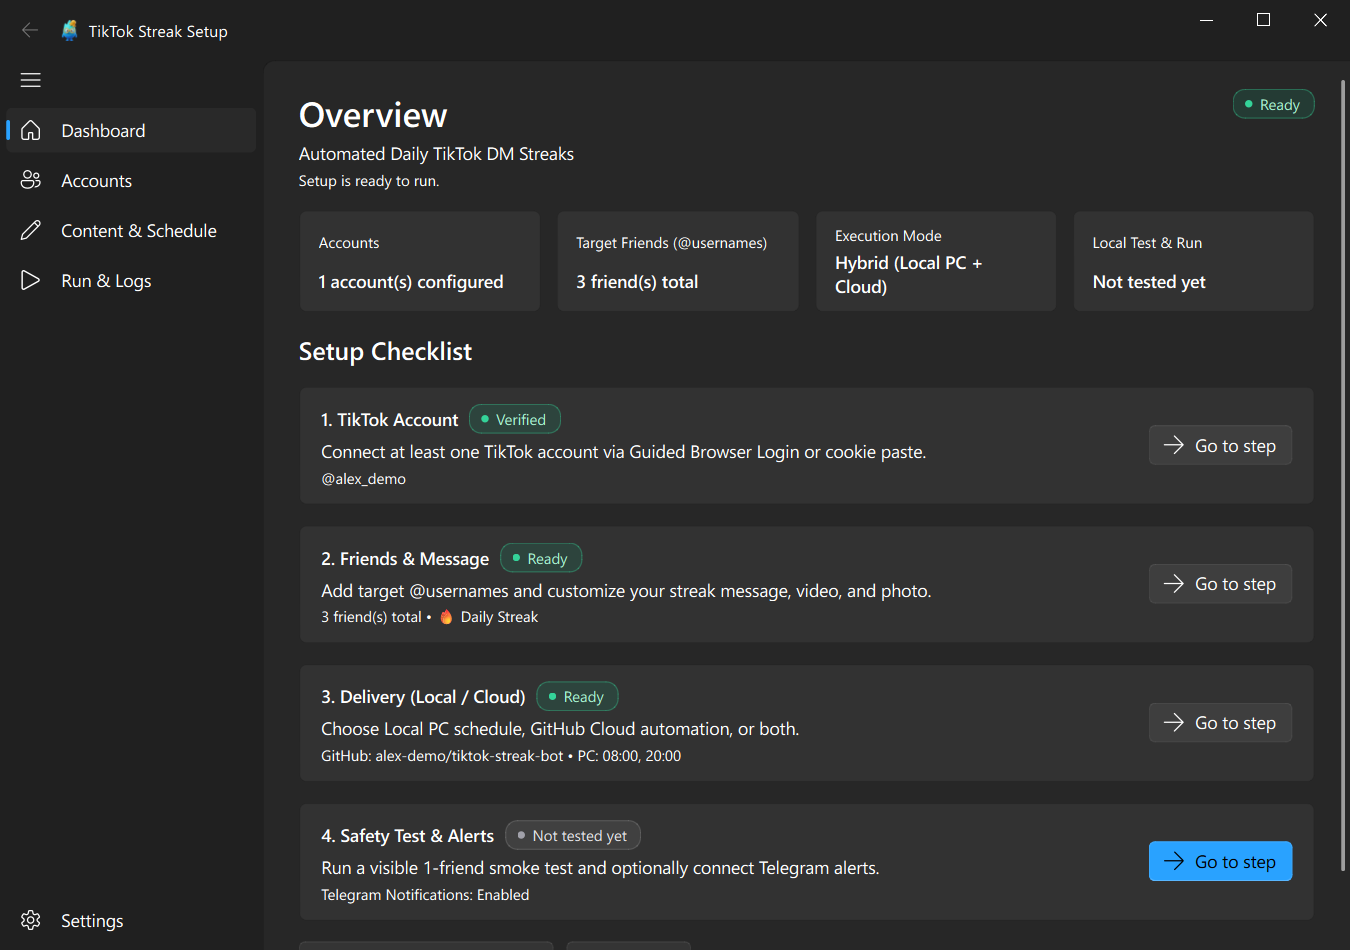 TikTok Streak Setup
Dashboard
Accounts
Content & Schedule
Run & Logs
Settings
Overview
Ready
Automated Daily TikTok DM Streaks
Setup is ready to run.
Accounts
1 account(s) configured
Target Friends (@usernames)
3 friend(s) total
Execution Mode
Hybrid (Local PC +
Cloud)
Local Test & Run
Not tested yet
Setup Checklist
1. TikTok Account
Verified
Connect at least one TikTok account via Guided Browser Login or cookie paste.
@alex_demo
Go to step
2. Friends & Message
Ready
Add target @usernames and customize your streak message, video, and photo.
3 friend(s) total • 🔥 Daily Streak
Go to step
3. Delivery (Local / Cloud)
Ready
Choose Local PC schedule, GitHub Cloud automation, or both.
GitHub: alex-demo/tiktok-streak-bot • PC: 08:00, 20:00
Go to step
4. Safety Test & Alerts
Not tested yet
Run a visible 1-friend smoke test and optionally connect Telegram alerts.
Telegram Notifications: Enabled
Go to step